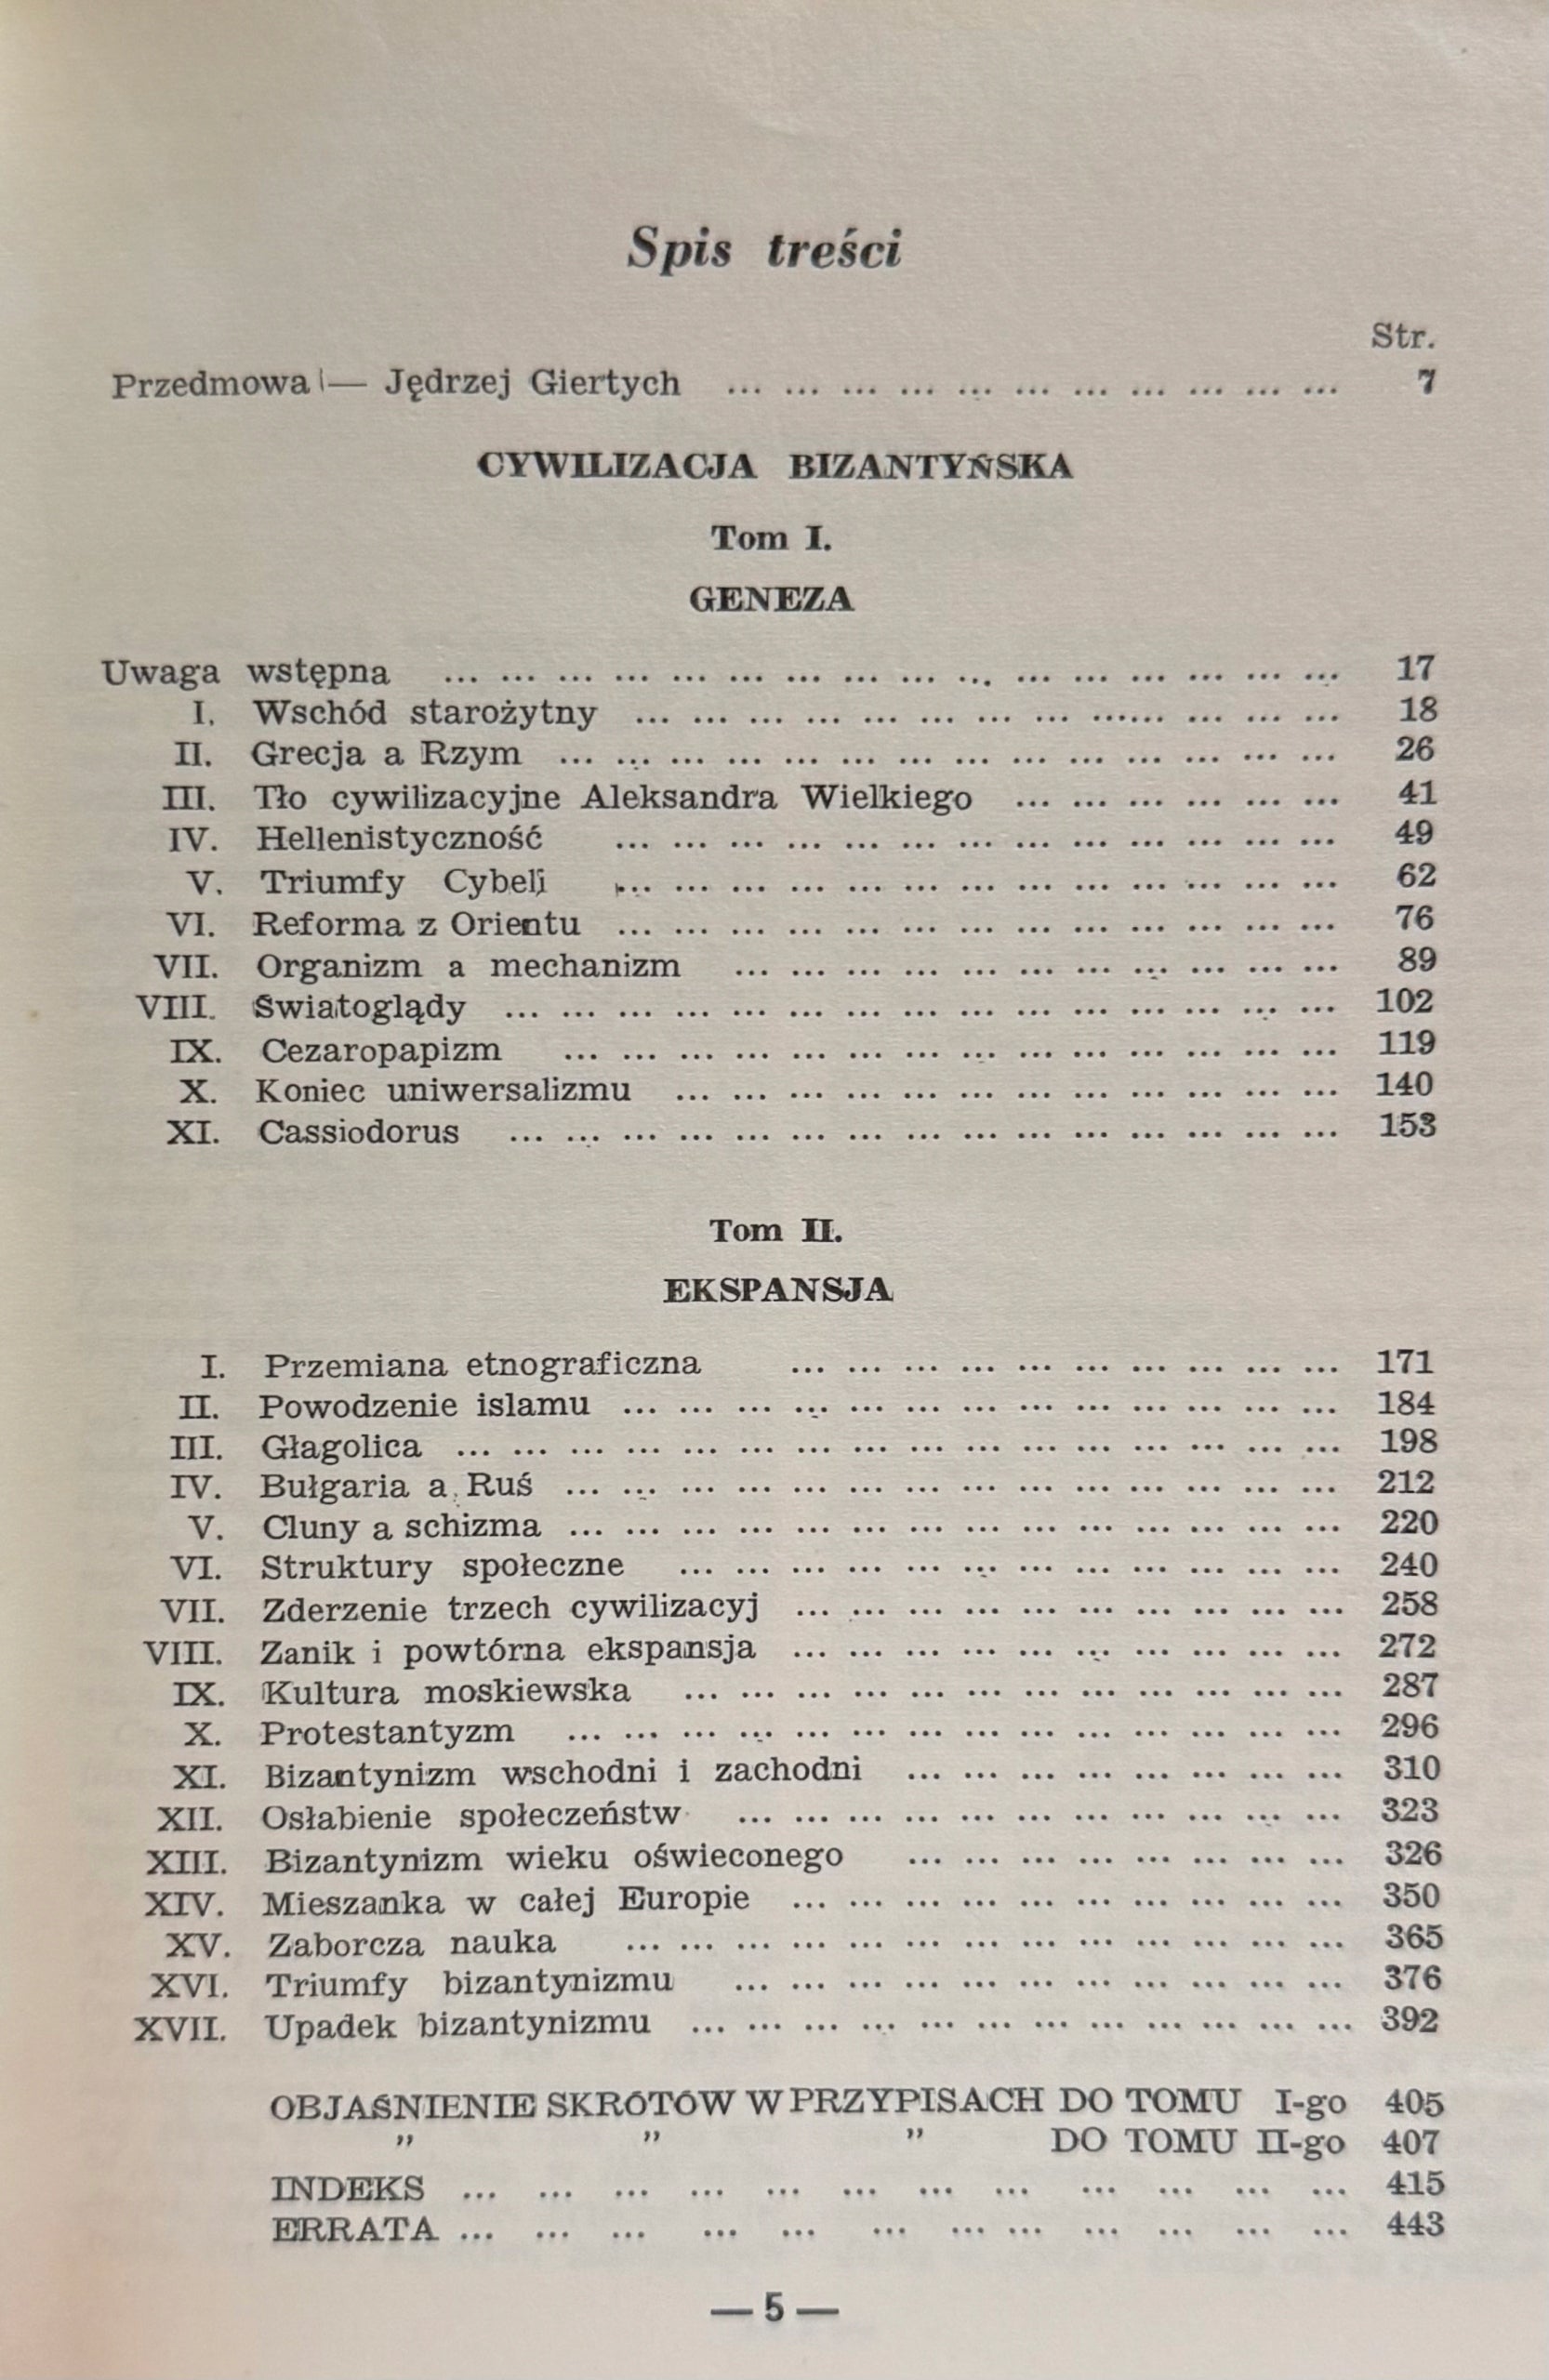 Spis treści
Str.
Przedmowa — Jędrzej Giertych ... ... ... ... ... ... ... ... ... ... ... 7
CYWILIZACJA BIZANTYŃSKA
Tom I.
GENEZA
Uwaga wstępna ... ... ... ... ... ... ... ... ... ... ... ... ... ... ... ... 17
I. Wschód starożytny ... ... ... ... ... ... ... ... ...... ... ... ... 18
II. Grecja a Rzym ... ... ... ... ... ... ... ... ... ... ... ... ... ... 26
III. Tło cywilizacyjne Aleksandra Wielkiego ... ... ... ... ... ... 41
IV. Hellenistyczność ... ... ... ... ... ... ... ... ... ... ... ... ... 49
V. Triumfy Cybeli ... ... ... ... ... ... ... ... ... ... ... ... ... 62
VI. Reforma z Orientu ... ... ... ... ... ... ... ... ... ... ... ... ... 76
VII. Organizm a mechanizm ... ... ... ... ... ... ... ... ... ... ... 89
VIII. Światoglądy ... ... ... ... ... ... ... ... ... ... ... ... ... ... ... 102
IX. Cezaropapizm ... ... ... ... ... ... ... ... ... ... ... ... ... ... 119
X. Koniec uniwersalizmu ... ... ... ... ... ... ... ... ... ... ... ... 140
XI. Cassiodorus ... ... ... ... ... ... ... ... ... ... ... ... ... ... ... 153
Tom II.
EKSPANSJA
I. Przemiana etnograficzna ... ... ... ... ... ... ... ... ... ... 171
II. Powodzenie islamu ... ... ... ... ... ... ... ... ... ... ... ... ... 184
III. Głagolica ... ... ... ... ... ... ... ... ... ... ... ... ... ... ... ... 198
IV. Bułgaria a Ruś ... ... ... ... ... ... ... ... ... ... ... ... ... ... 212
V. Cluny a schizma ... ... ... ... ... ... ... ... ... ... ... ... ... ... 220
VI. Struktury społeczne ... ... ... ... ... ... ... ... ... ... ... ... 240
VII. Zderzenie trzech cywilizacyj ... ... ... ... ... ... ... ... ... ... 258
VIII. Zanik i powtórna ekspansja ... ... ... ... ... ... ... ... ... ... 272
IX. Kultura moskiewska ... ... ... ... ... ... ... ... ... ... ... ... 287
X. Protestantyzm ... ... ... ... ... ... ... ... ... ... ... ... ... ... 296
XI. Bizantynizm wschodni i zachodni ... ... ... ... ... ... ... ... 310
XII. Osłabienie społeczeństw ... ... ... ... ... ... ... ... ... ... ... 323
XIII. Bizantynizm wieku oświeconego ... ... ... ... ... ... ... ... 326
XIV. Mieszanka w całej Europie ... ... ... ... ... ... ... ... ... ... 350
XV. Zaborcza nauka ... ... ... ... ... ... ... ... ... ... ... ... ... 365
XVI. Triumfy bizantynizmu ... ... ... ... ... ... ... ... ... ... ... 376
XVII. Upadek bizantynizmu ... ... ... ... ... ... ... ... ... ... ... ... 392
OBJAŚNIENIE SKRÓTÓW W PRZYPISACH DO TOMU I-go 405
" " " DO TOMU II-go 407
INDEKS ... ... ... ... ... ... ... ... ... ... ... ... 415
ERRATA ... ... ... ... ... ... ... ... ... ... ... ... 443
— 5 —